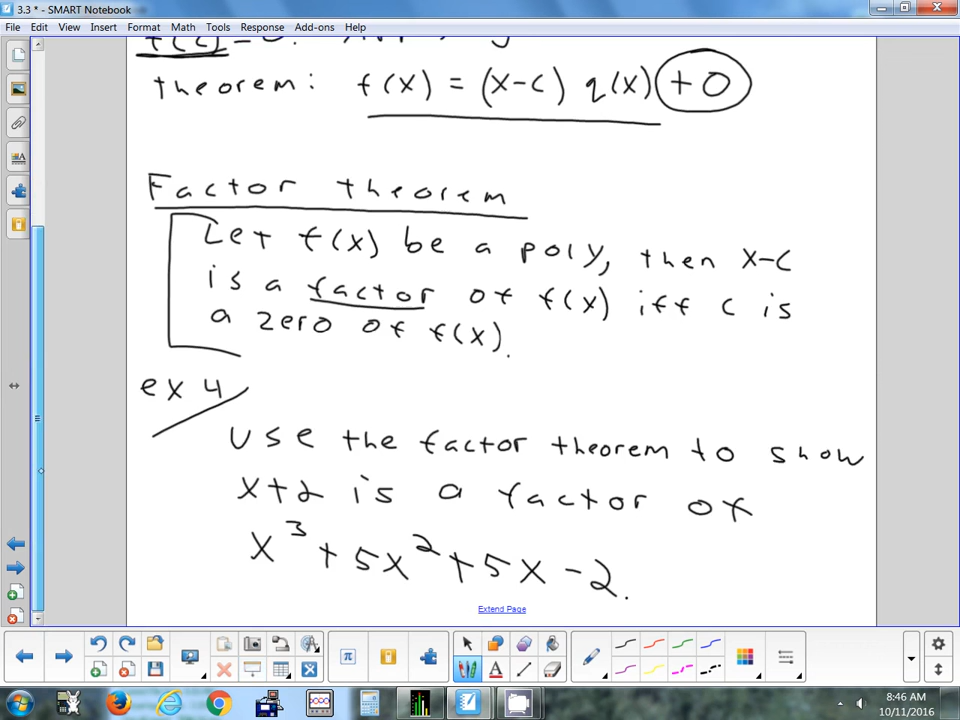 3.3 * - SMART Notebook
File Edit View Insert Format Math Tools Response Add-ons Help
theorem: f(x) = (x-c) q(x) +0
Factor theorem
Let f(x) be a poly, then x-c
is a factor of f(x) iff c is
a zero of f(x).
ex 4
Use the factor theorem to show
x+2 is a factor of
x³+5x²+5x-2.
Extend Page
8:46 AM
10/11/2016